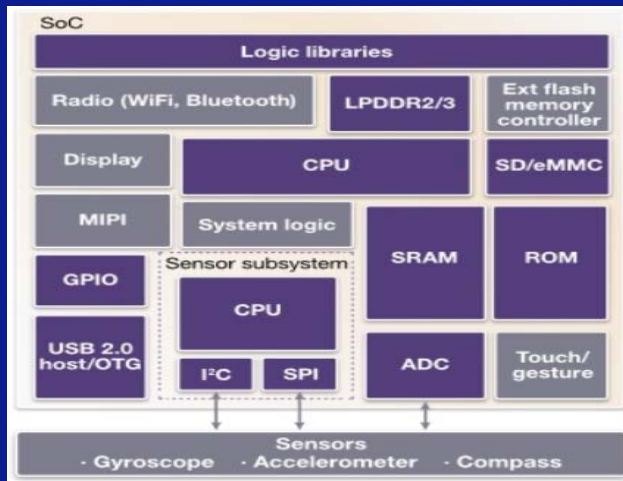 SoC
Logic libraries
Radio (WiFi, Bluetooth)
LPDDR2/3
Ext flash
memory
controller
Display
CPU
SD/eMMC
MIPI
System logic
SRAM
ROM
GPIO
Sensor subsystem
CPU
USB 2.0
host/OTG
I²C
SPI
ADC
Touch/
gesture
Sensors
· Gyroscope · Accelerometer · Compass